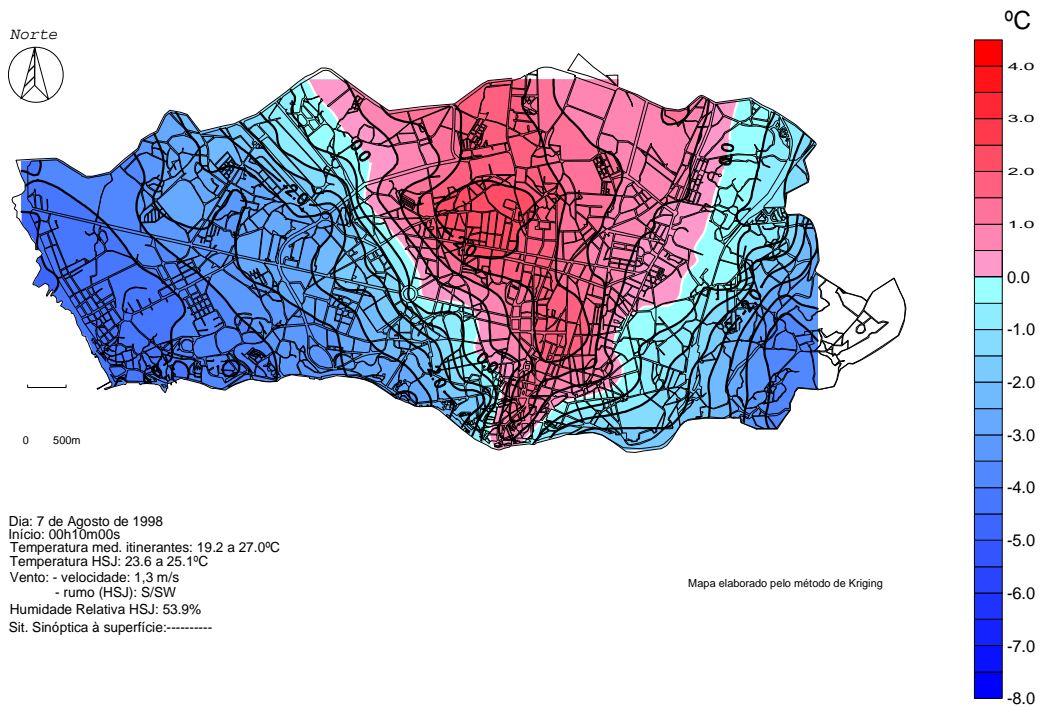 ºC
Norte
4.0
3.0
2.0
1.0
0.0
-1.0
-2.0
-3.0
-4.0
-5.0
-6.0
-7.0
-8.0
0 500m
Dia: 7 de Agosto de 1998
Início: 00h10m00s
Temperatura med. itinerantes: 19.2 a 27.0ºC
Temperatura HSJ: 23.6 a 25.1ºC
Vento: - velocidade: 1,3 m/s
- rumo (HSJ): S/SW
Humidade Relativa HSJ: 53.9%
Sit. Sinóptica à superfície:----------
Mapa elaborado pelo método de Kriging